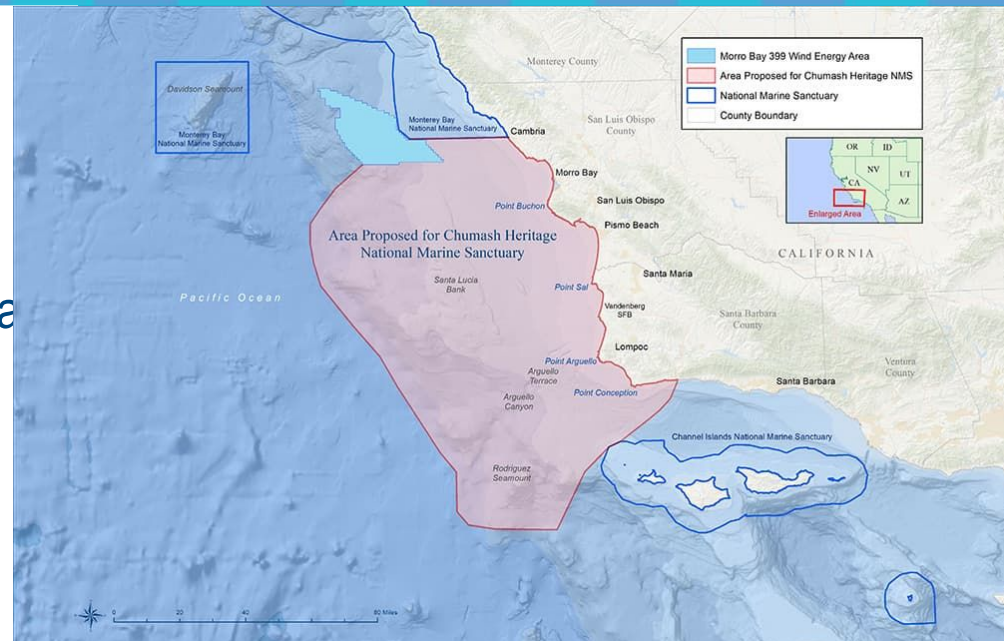 Davidson Seamount
Monterey Bay
National Marine Sanctuary
Monterey Bay
National Marine Sanctuary
Monterey County
San Luis Obispo
County
Morro Bay 399 Wind Energy Area
Area Proposed for Chumash Heritage NMS
National Marine Sanctuary
County Boundary
OR
ID
NV
UT
CA
AZ
Enlarged Area
Cambria
Morro Bay
San Luis Obispo
Point Buchon
Pismo Beach
Area Proposed for Chumash Heritage
National Marine Sanctuary
CALIFORNIA
Santa Lucia
Bank
Santa Maria
Point Sal
Pacific Ocean
a
Vandenberg
SFB
Santa Barbara
County
Lompoc
Point Arguello
Arguello
Terrace
Ventura
County
Santa Barbara
Point Conception
Arguello
Canyon
Channel Islands National Marine Sanctuary
Rodriguez
Seamount
0 20 40 80 Miles